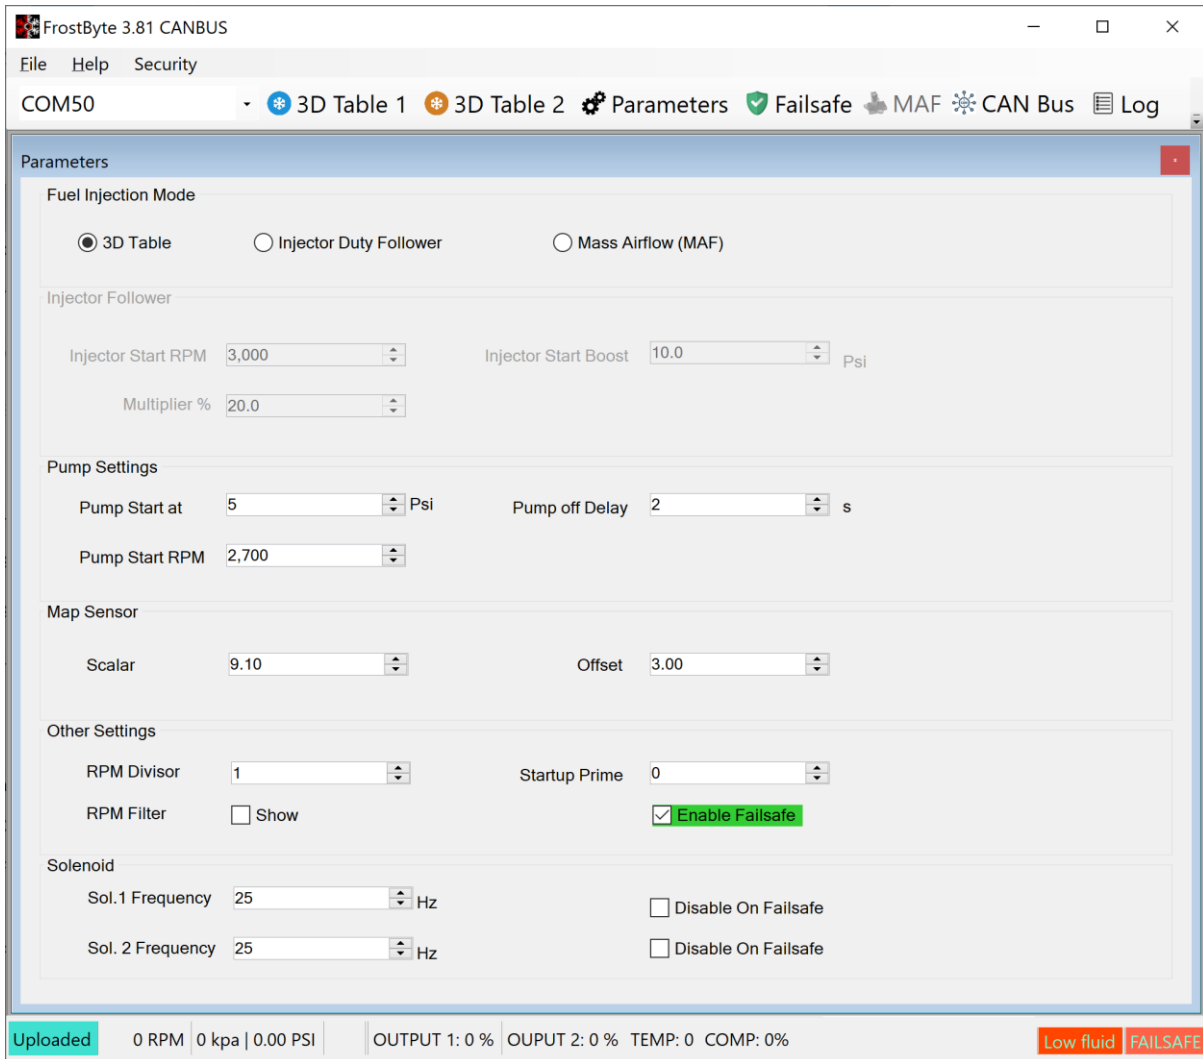 FrostByte 3.81 CANBUS
File Help Security
COM50 3D Table 1 3D Table 2 Parameters Failsafe MAF CAN Bus Log
Parameters
Fuel Injection Mode
3D Table Injector Duty Follower Mass Airflow (MAF)
Injector Follower
Injector Start RPM 3,000 Injector Start Boost 10.0 Psi
Multiplier % 20.0
Pump Settings
Pump Start at 5 Psi Pump off Delay 2 s
Pump Start RPM 2,700
Map Sensor
Scalar 9.10 Offset 3.00
Other Settings
RPM Divisor 1 Startup Prime 0
RPM Filter Show Enable Failsafe
Solenoid
Sol.1 Frequency 25 Hz Disable On Failsafe
Sol. 2 Frequency 25 Hz Disable On Failsafe
Uploaded 0 RPM 0 kpa | 0.00 PSI OUTPUT 1: 0 % OUPUT 2: 0 % TEMP: 0 COMP: 0% Low fluid FAILSAFE